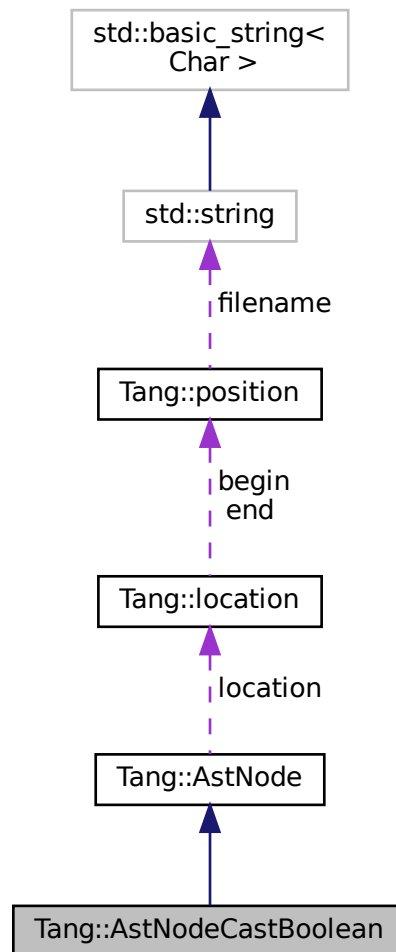 std::basic_string<
Char >
std::string
filename
Tang::position
begin
end
Tang::location
location
Tang::AstNode
Tang::AstNodeCastBoolean